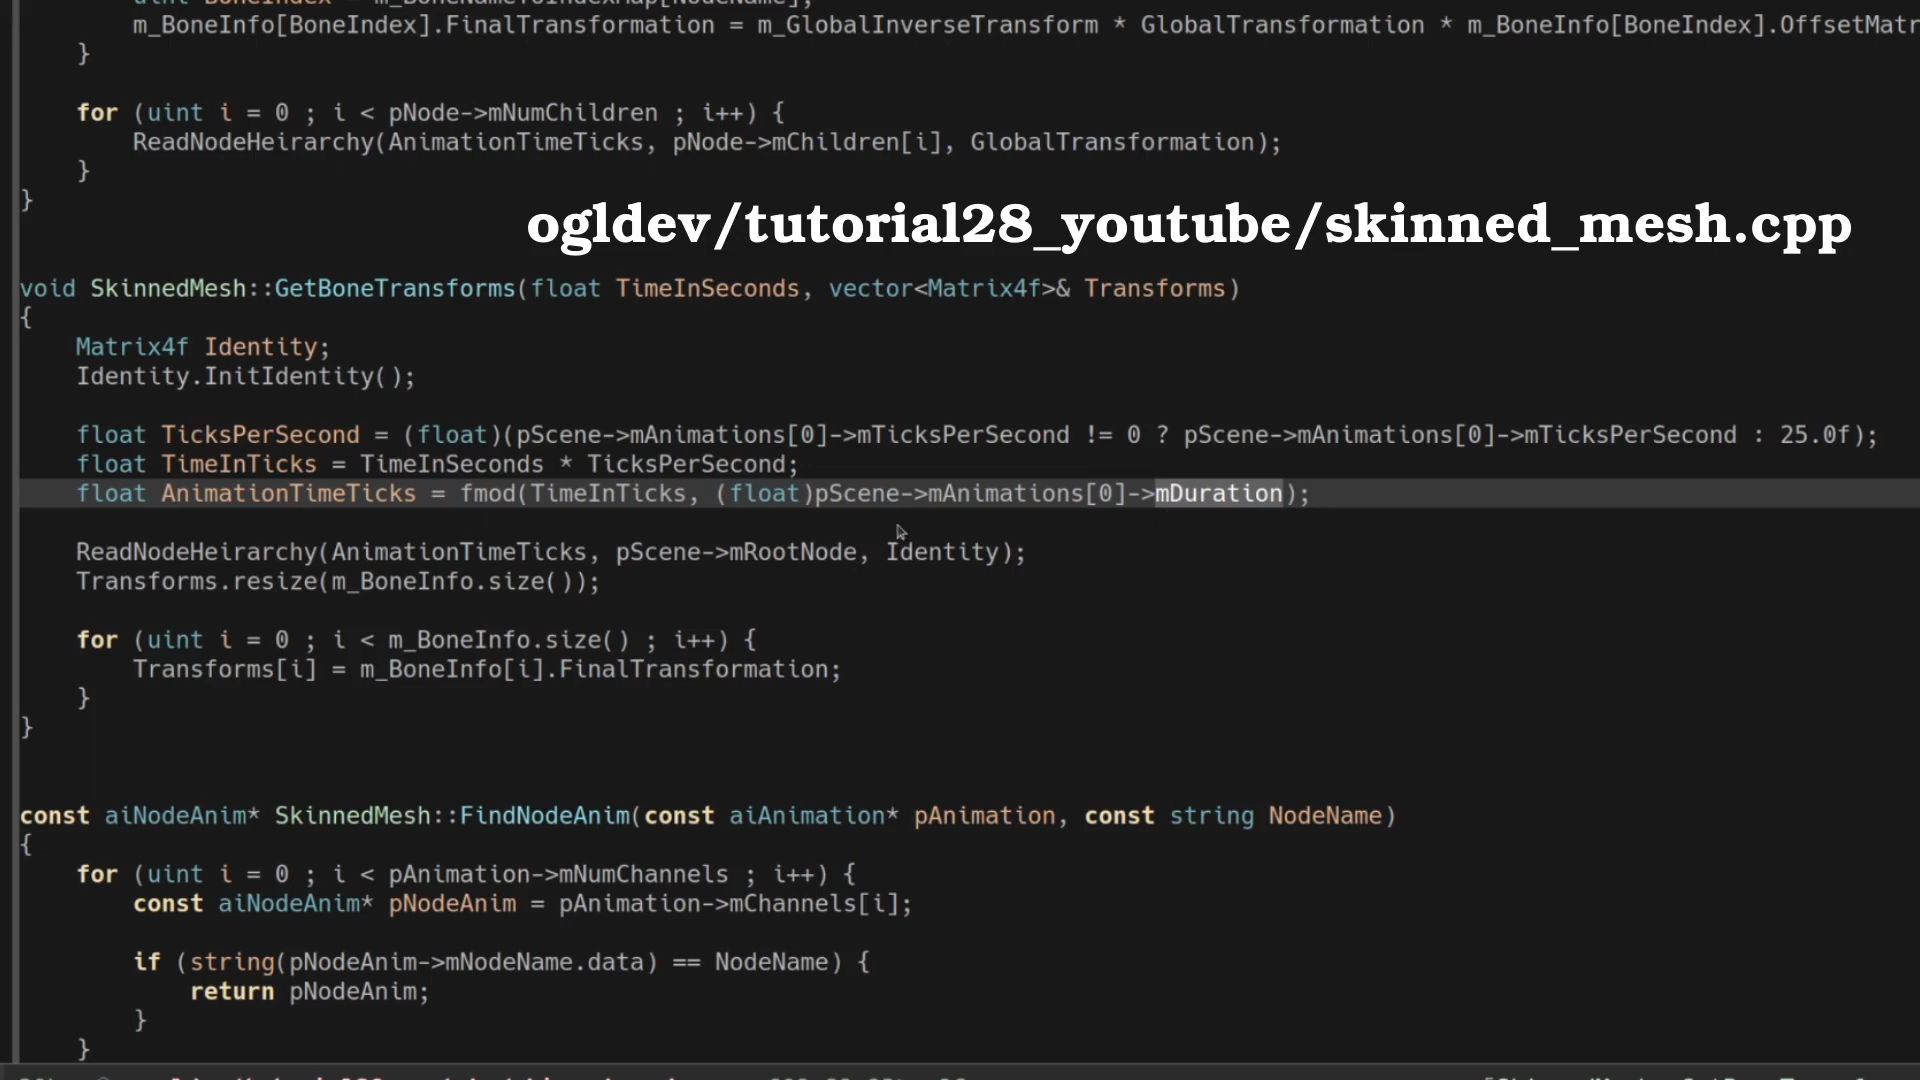 m_BoneInfo[BoneIndex].FinalTransformation = m_GlobalInverseTransform * GlobalTransformation * m_BoneInfo[BoneIndex].OffsetMatr
}
for (uint i = 0 ; i < pNode->mNumChildren ; i++) {
ReadNodeHeirarchy(AnimationTimeTicks, pNode->mChildren[i], GlobalTransformation);
}
}
ogldev/tutorial28_youtube/skinned_mesh.cpp
void SkinnedMesh::GetBoneTransforms(float TimeInSeconds, vector<Matrix4f>& Transforms)
{
Matrix4f Identity;
Identity.InitIdentity();
float TicksPerSecond = (float)(pScene->mAnimations[0]->mTicksPerSecond != 0 ? pScene->mAnimations[0]->mTicksPerSecond : 25.0f);
float TimeInTicks = TimeInSeconds * TicksPerSecond;
float AnimationTimeTicks = fmod(TimeInTicks, (float)pScene->mAnimations[0]->mDuration);
ReadNodeHeirarchy(AnimationTimeTicks, pScene->mRootNode, Identity);
Transforms.resize(m_BoneInfo.size());
for (uint i = 0 ; i < m_BoneInfo.size() ; i++) {
Transforms[i] = m_BoneInfo[i].FinalTransformation;
}
}
const aiNodeAnim* SkinnedMesh::FindNodeAnim(const aiAnimation* pAnimation, const string NodeName)
{
for (uint i = 0 ; i < pAnimation->mNumChannels ; i++) {
const aiNodeAnim* pNodeAnim = pAnimation->mChannels[i];
if (string(pNodeAnim->mNodeName.data) == NodeName) {
return pNodeAnim;
}
}